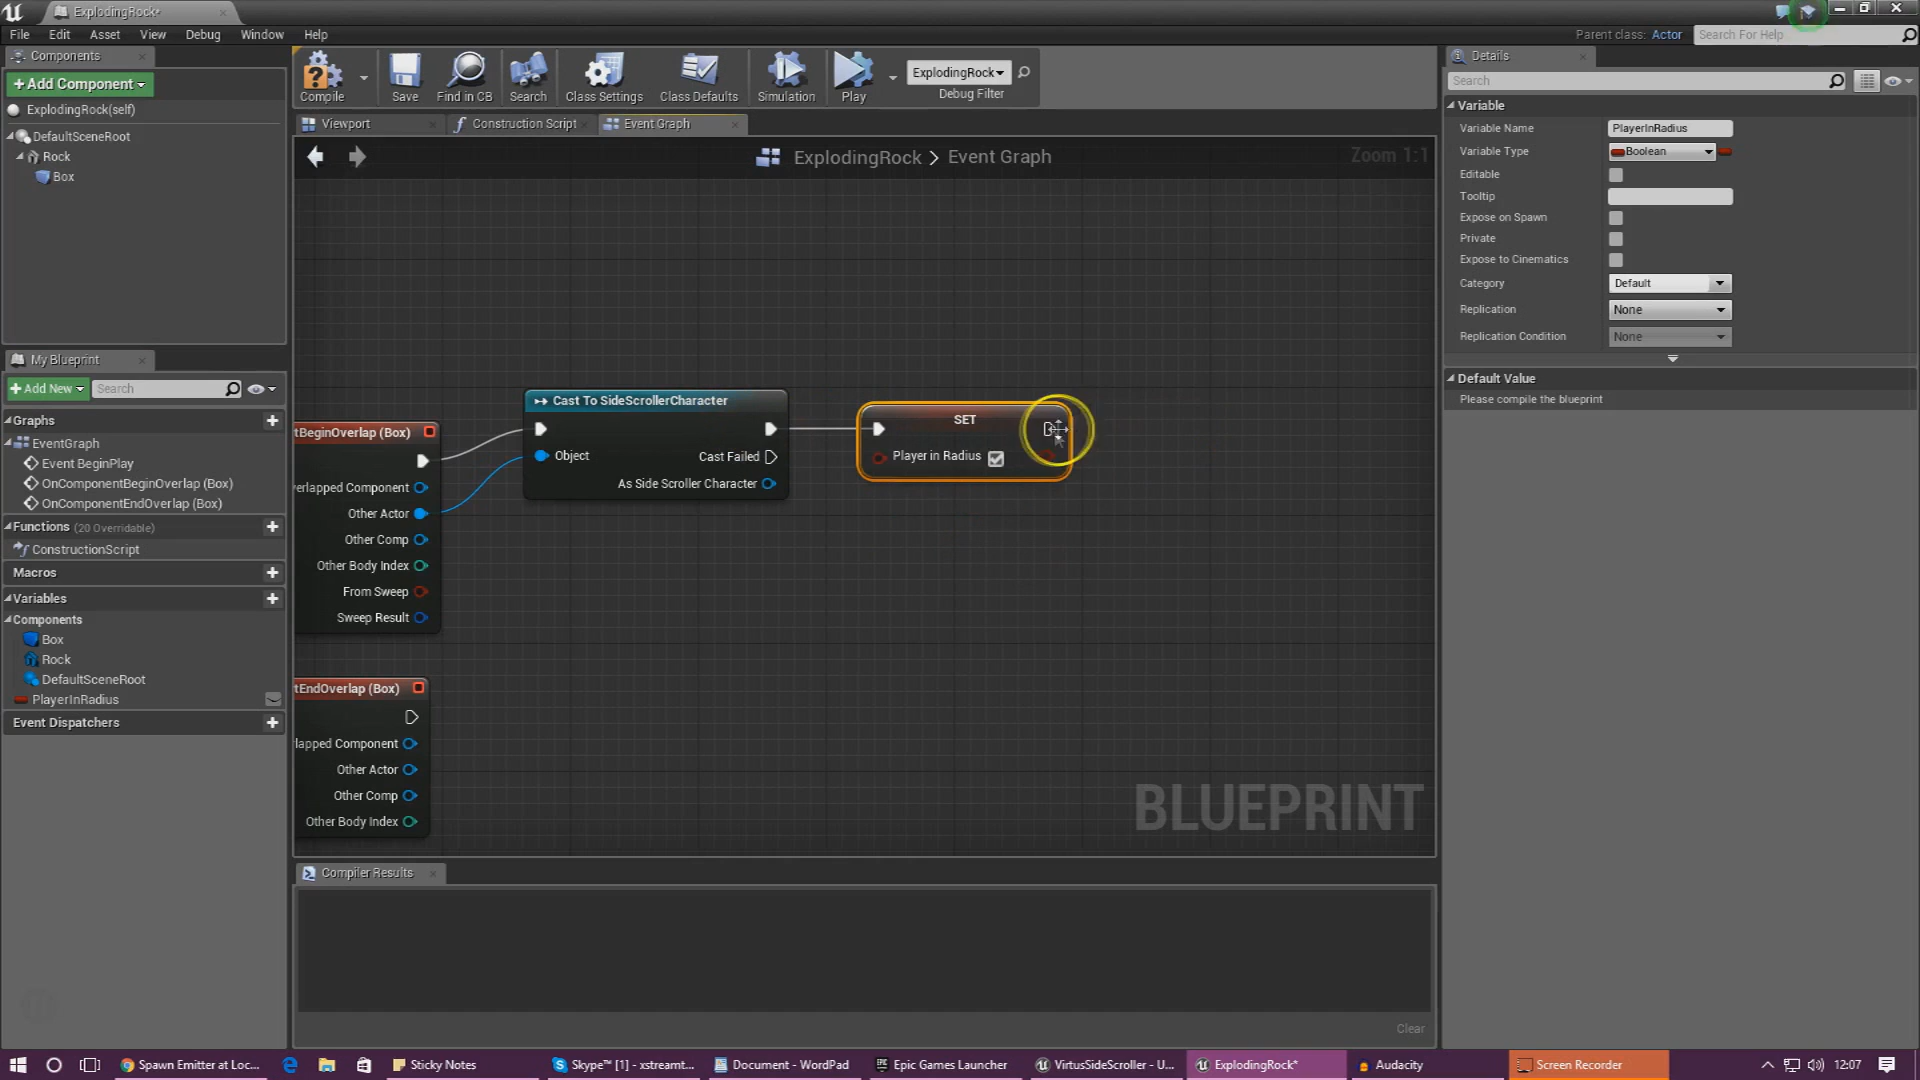 ExplodingRock*
File Edit Asset View Debug Window Help
Parent class: Actor
Search For Help
Components
+Add Component
ExplodingRock(self)
DefaultSceneRoot
Rock
Box
Compile
Save
Find in CB
Search
Class Settings
Class Defaults
Simulation
Play
ExplodingRock
Debug Filter
Viewport
Construction Script
Event Graph
ExplodingRock > Event Graph
Zoom 1:1
My Blueprint
+Add New
Search
Graphs
EventGraph
Event BeginPlay
OnComponentBeginOverlap (Box)
OnComponentEndOverlap (Box)
Functions (20 Overridable)
ConstructionScript
Macros
Variables
Components
Box
Rock
DefaultSceneRoot
PlayerInRadius
Event Dispatchers
tBeginOverlap (Box)
erlapped Component
Other Actor
Other Comp
Other Body Index
From Sweep
Sweep Result
Cast To SideScrollerCharacter
Object
Cast Failed
As Side Scroller Character
SET
Player in Radius
tEndOverlap (Box)
lapped Component
Other Actor
Other Comp
Other Body Index
BLUEPRINT
Compiler Results
Clear
Details
Search
Variable
Variable Name PlayerInRadius
Variable Type Boolean
Editable
Tooltip
Expose on Spawn
Private
Expose to Cinematics
Category Default
Replication None
Replication Condition None
Default Value
Please compile the blueprint
Spawn Emitter at Loc...
Sticky Notes
Skype™ [1] - xstreamt...
Document - WordPad
Epic Games Launcher
VirtusSideScroller - U...
ExplodingRock*
Audacity
Screen Recorder
12:07